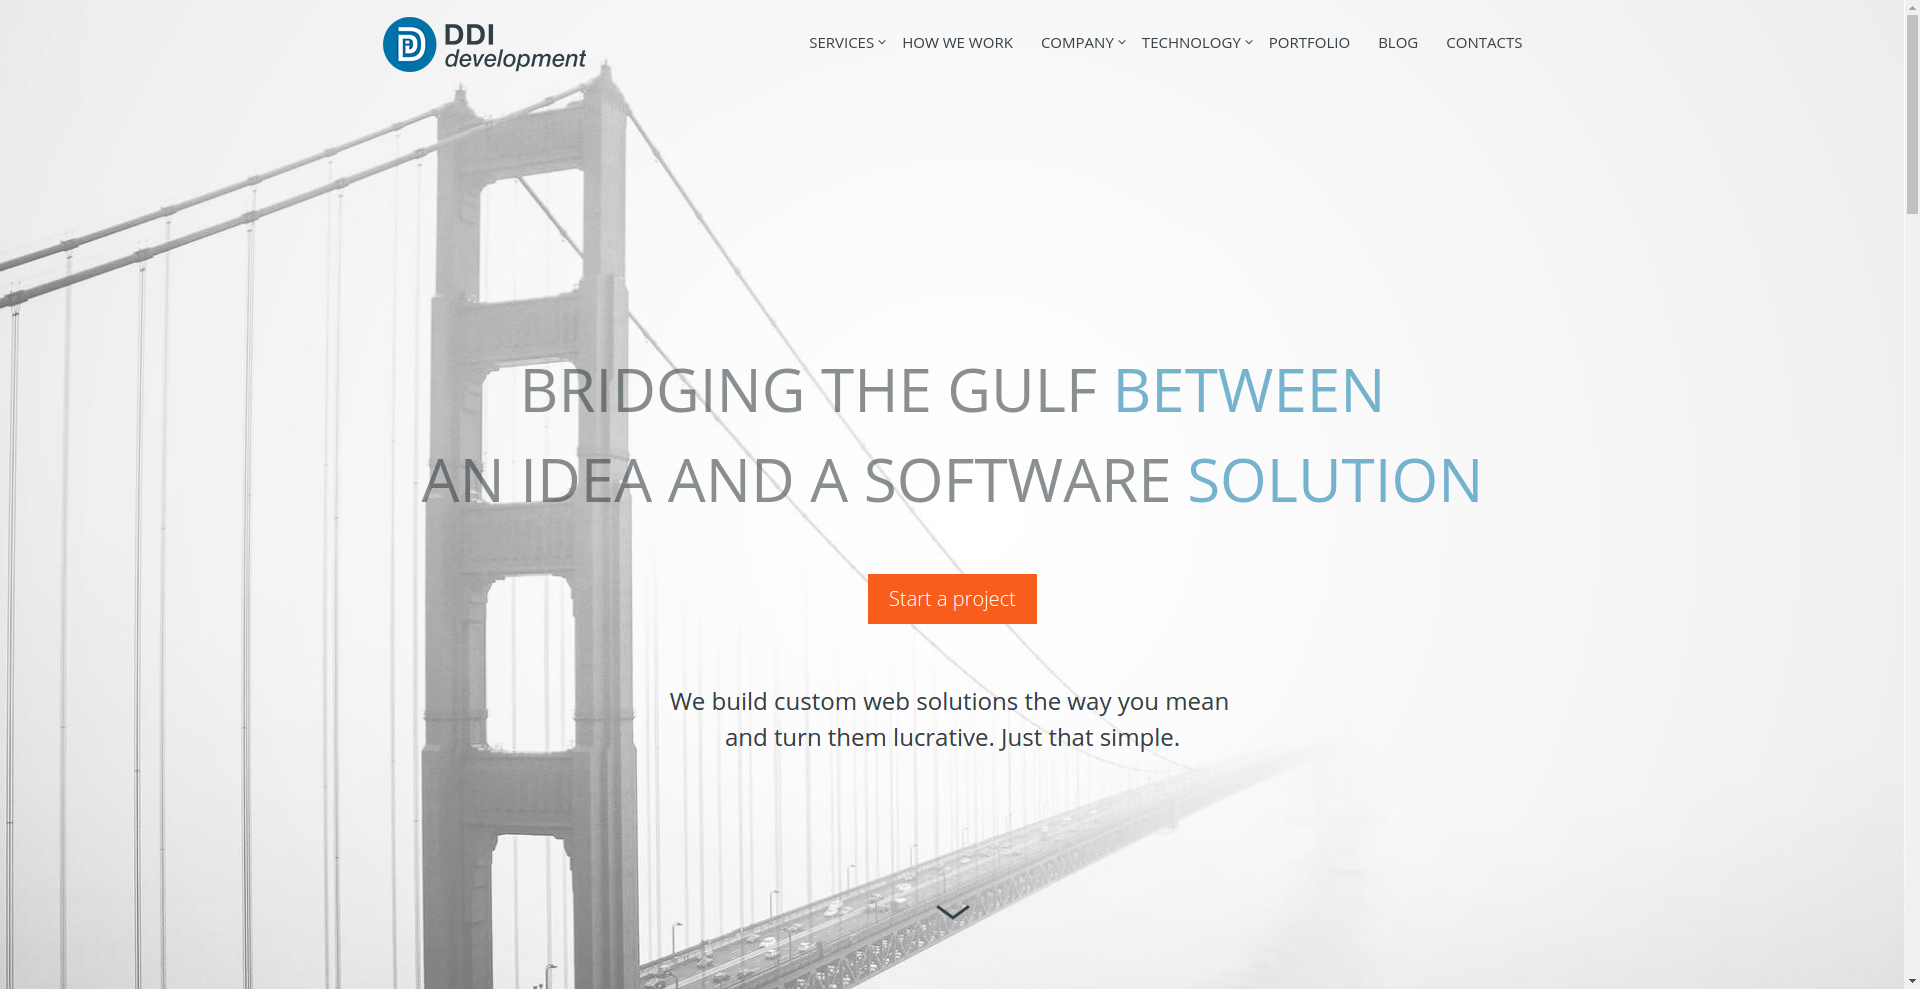 DDI
development
SERVICES HOW WE WORK COMPANY TECHNOLOGY PORTFOLIO BLOG CONTACTS
BRIDGING THE GULF BETWEEN
AN IDEA AND A SOFTWARE SOLUTION
Start a project
We build custom web solutions the way you mean
and turn them lucrative. Just that simple.